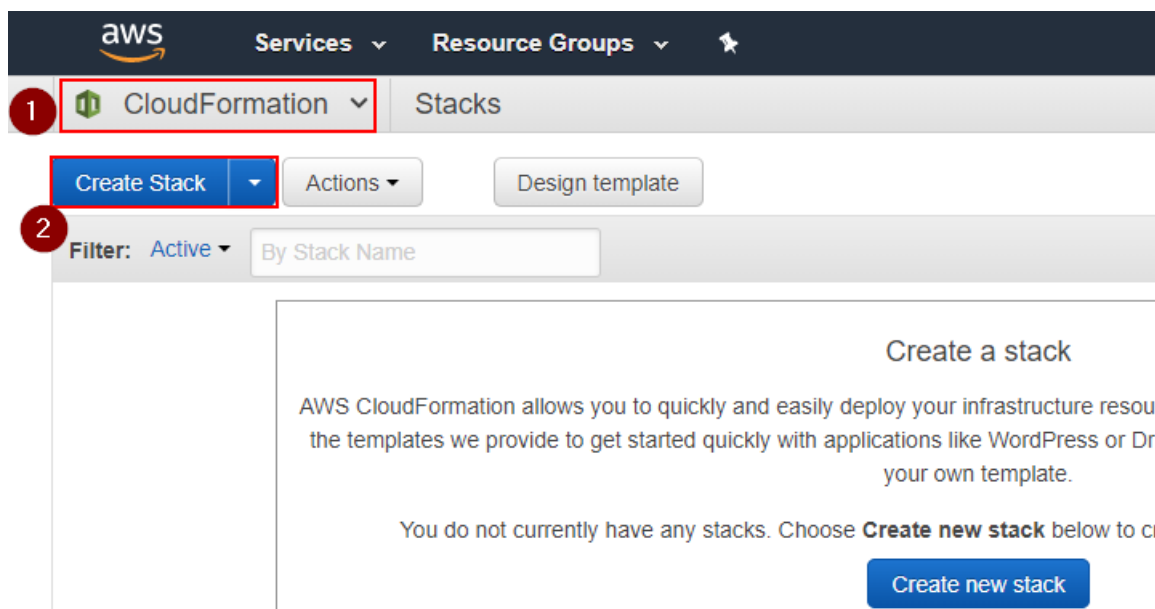 aws Services Resource Groups
1 CloudFormation Stacks
Create Stack Actions Design template
2
Filter: Active By Stack Name
Create a stack
AWS CloudFormation allows you to quickly and easily deploy your infrastructure resou
the templates we provide to get started quickly with applications like WordPress or Dr
your own template.
You do not currently have any stacks. Choose Create new stack below to cr
Create new stack